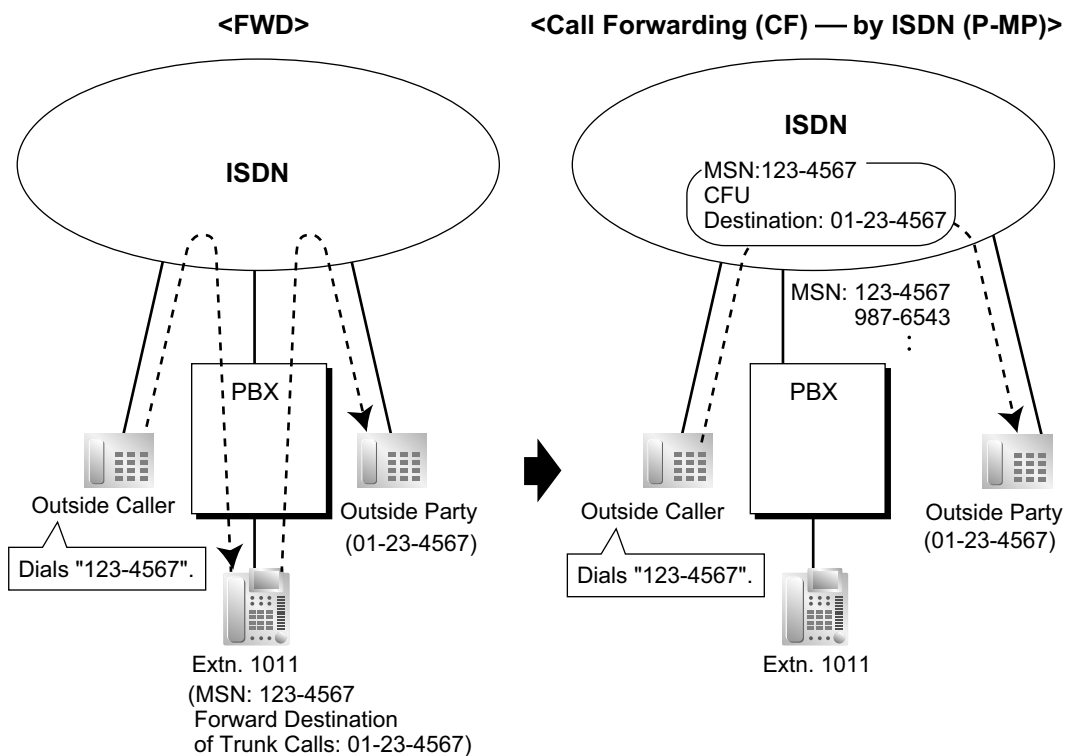 <FWD>
ISDN
PBX
Outside Caller
Dials "123-4567".
Outside Party
(01-23-4567)
Extn. 1011
(MSN: 123-4567
Forward Destination
of Trunk Calls: 01-23-4567)
<Call Forwarding (CF) — by ISDN (P-MP)>
ISDN
MSN:123-4567
CFU
Destination: 01-23-4567
MSN: 123-4567
987-6543
:
PBX
Outside Caller
Dials "123-4567".
Outside Party
(01-23-4567)
Extn. 1011